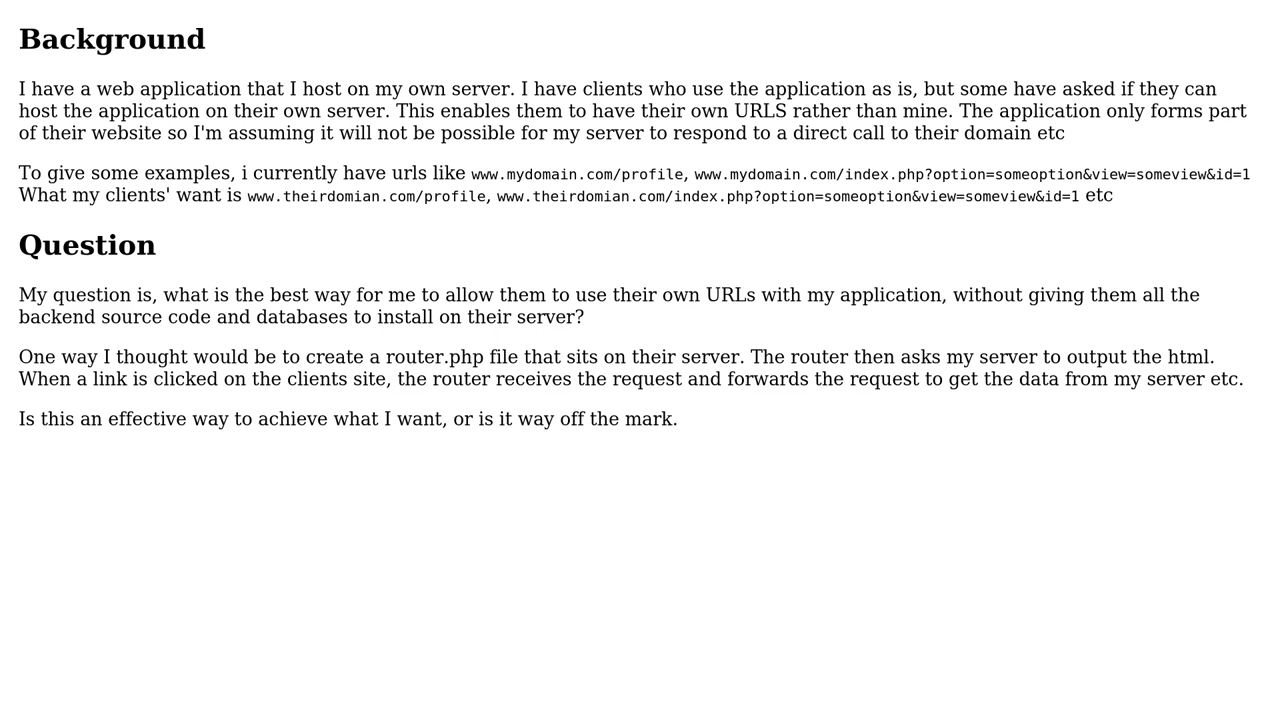 Background
I have a web application that I host on my own server. I have clients who use the application as is, but some have asked if they can
host the application on their own server. This enables them to have their own URLS rather than mine. The application only forms part
of their website so I'm assuming it will not be possible for my server to respond to a direct call to their domain etc
To give some examples, i currently have urls like www.mydomain.com/profile, www.mydomain.com/index.php?option=someoption&view=someview&id=1
What my clients' want is www.theirdomian.com/profile, www.theirdomian.com/index.php?option=someoption&view=someview&id=1 etc
Question
My question is, what is the best way for me to allow them to use their own URLs with my application, without giving them all the
backend source code and databases to install on their server?
One way I thought would be to create a router.php file that sits on their server. The router then asks my server to output the html.
When a link is clicked on the clients site, the router receives the request and forwards the request to get the data from my server etc.
Is this an effective way to achieve what I want, or is it way off the mark.